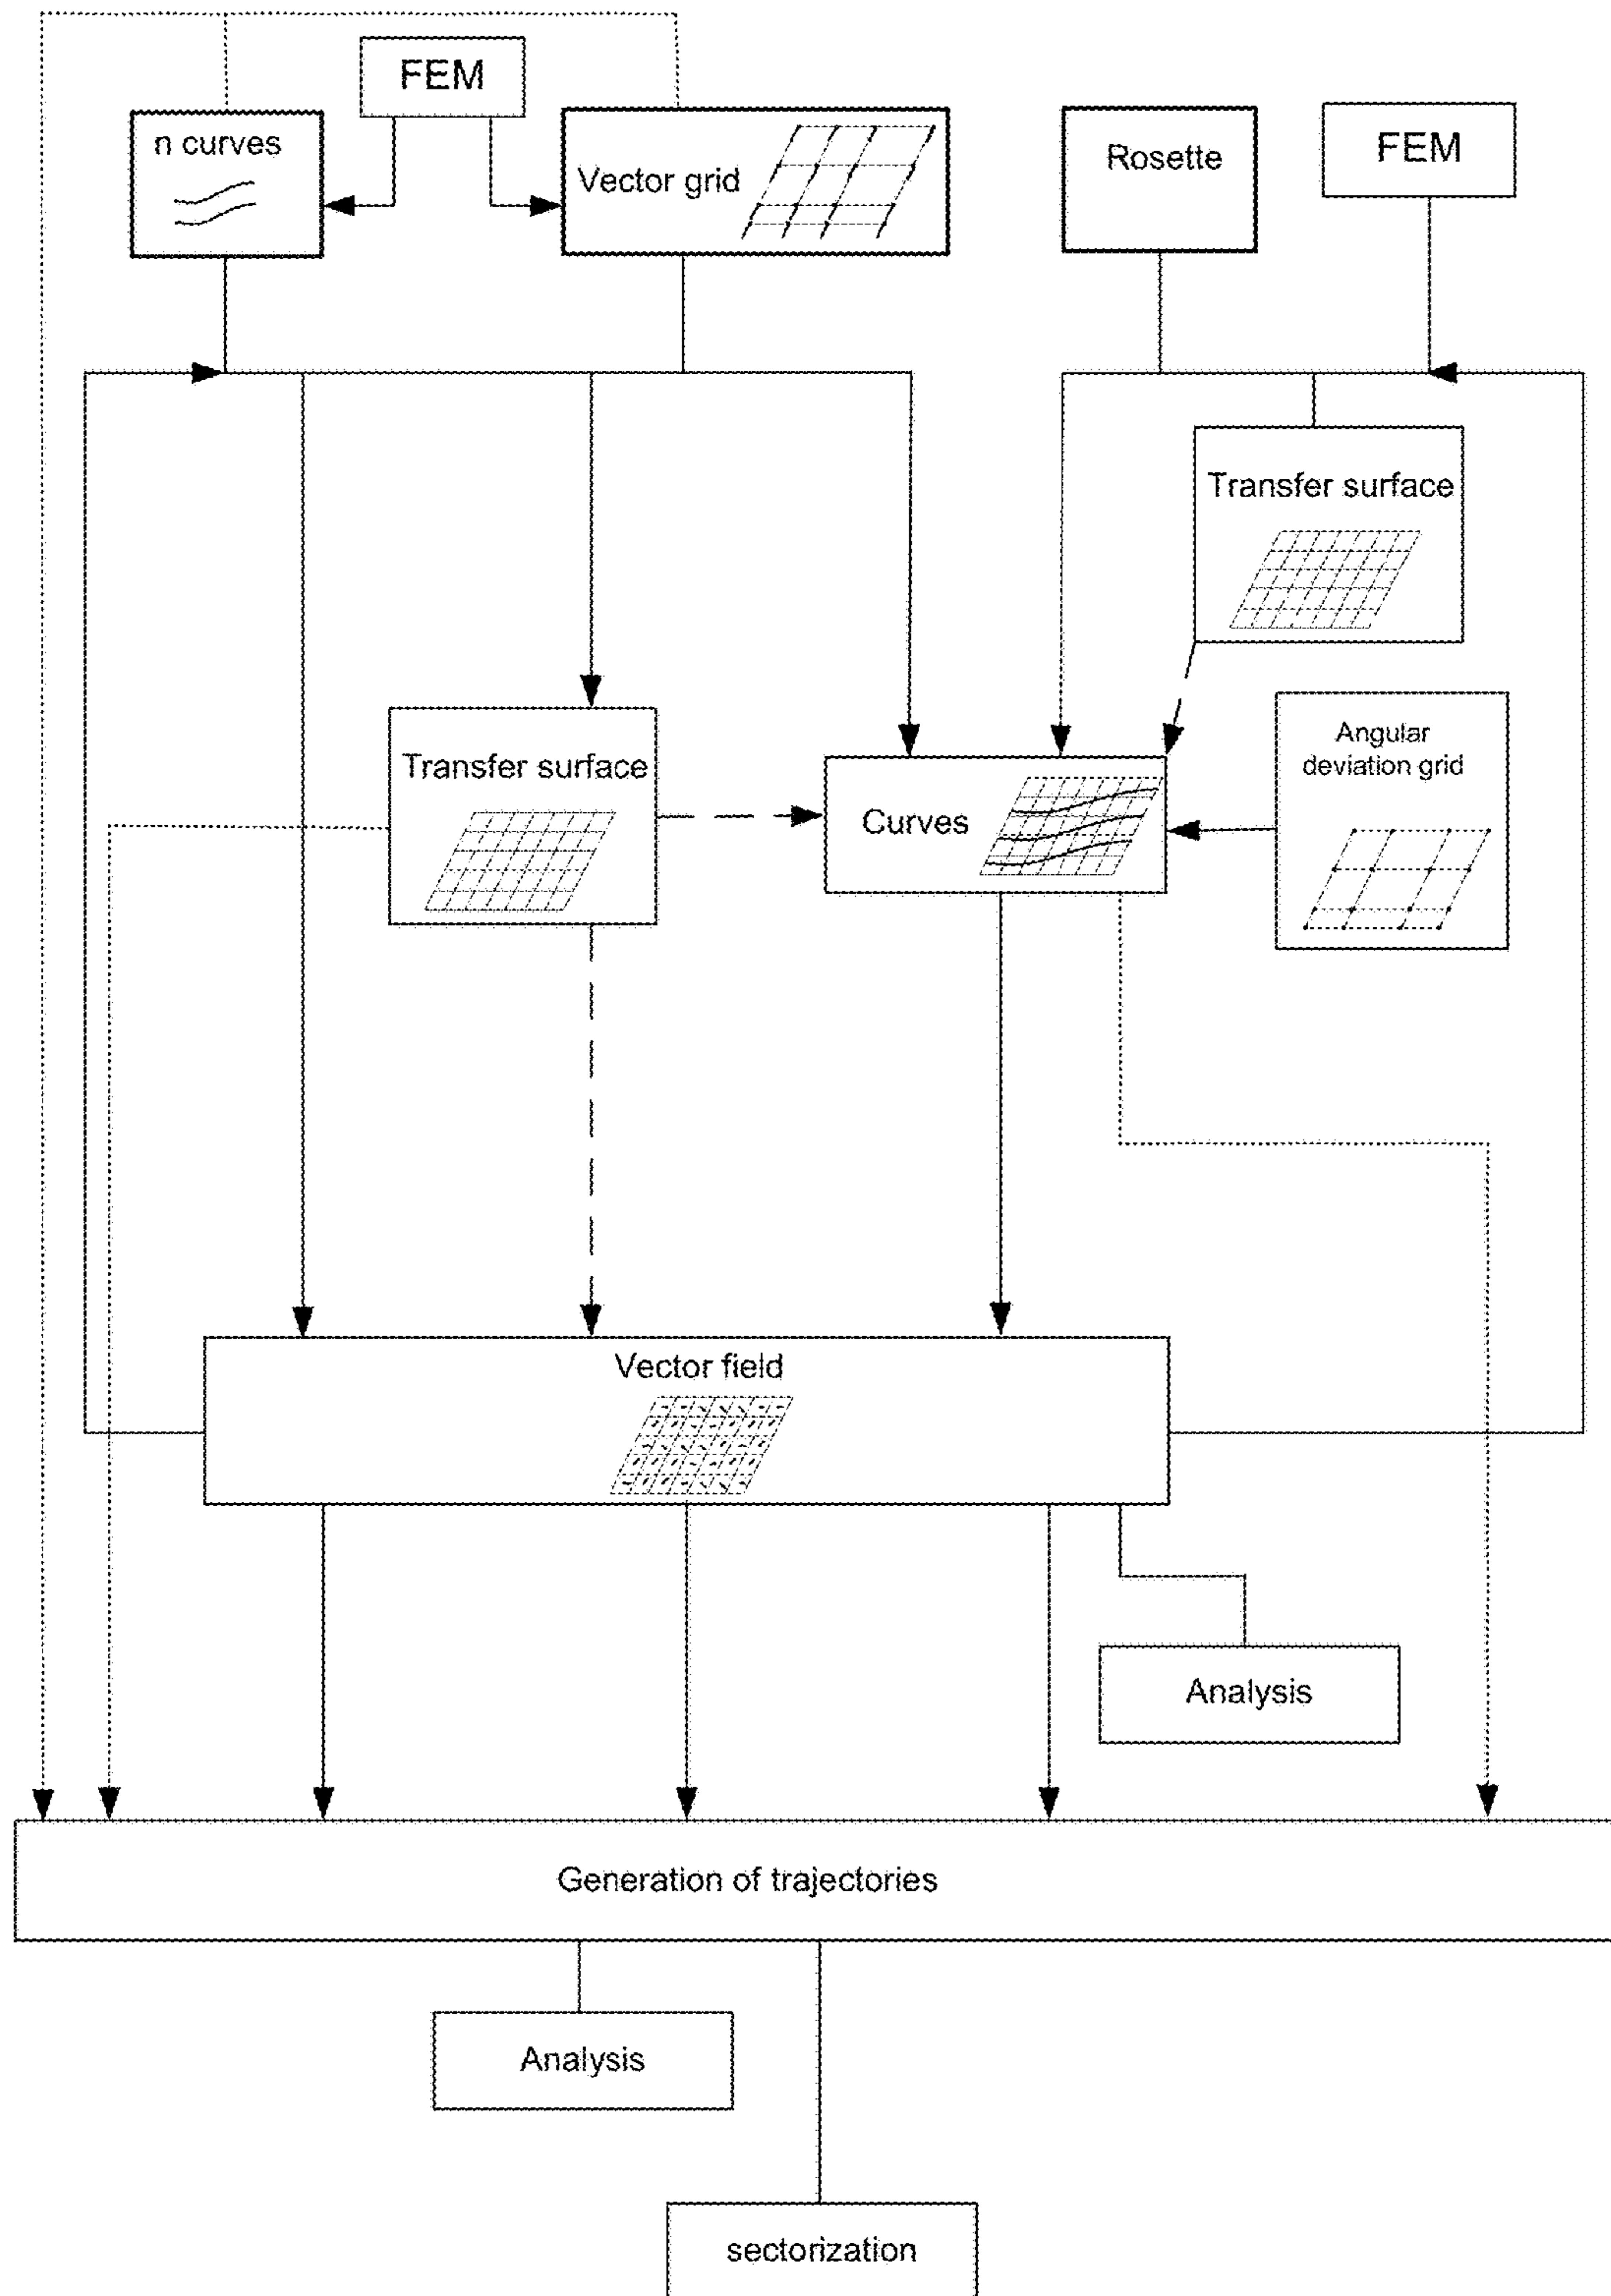 FEM
n curves
Vector grid
Rosette
FEM
Transfer surface
Transfer surface
Angular
deviation grid
Curves
Vector field
Analysis
Generation of trajectories
Analysis
sectorization